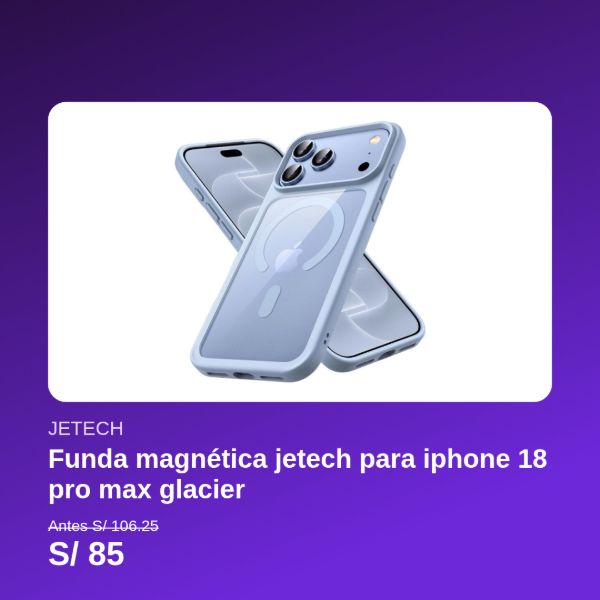 JETECH
Funda magnética jetech para iphone 18
pro max glacier
Antes S/ 106.25
S/ 85